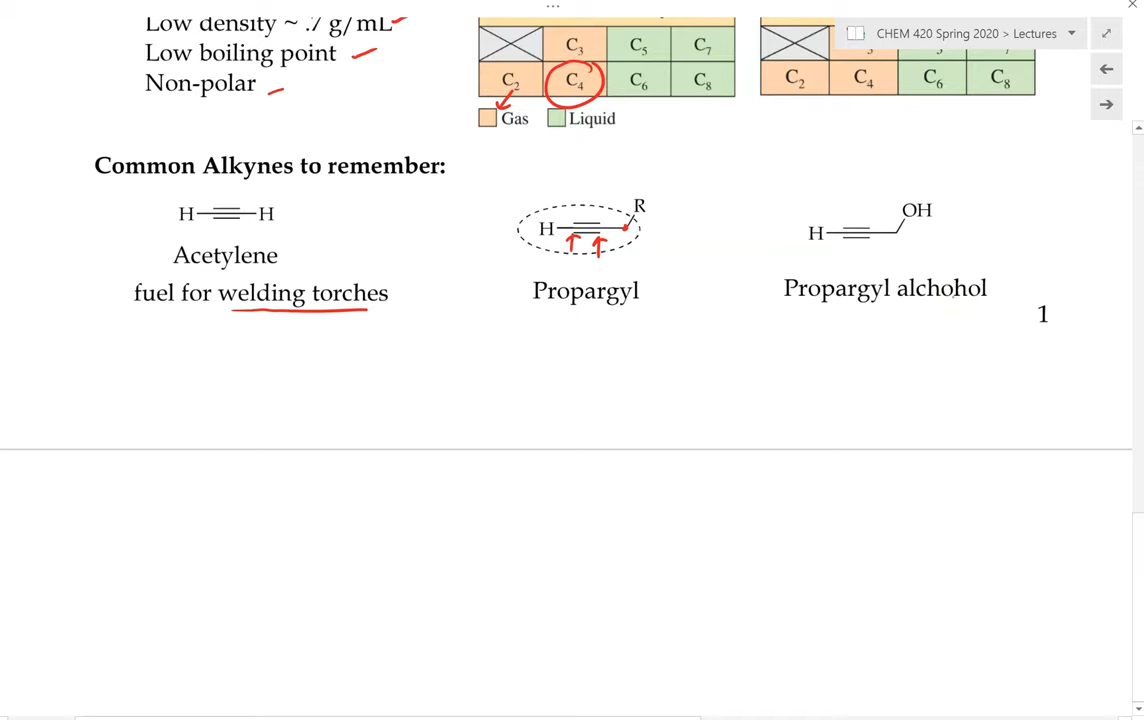 ...
Low density ~ .7 g/mL
Low boiling point
Non-polar
C3 C5 C7
C2 C4 C6 C8
Gas Liquid
CHEM 420 Spring 2020 > Lectures
C2 C4 C6 C8
Common Alkynes to remember:
H H
Acetylene
fuel for welding torches
H R
Propargyl
H OH
Propargyl alchohol
1